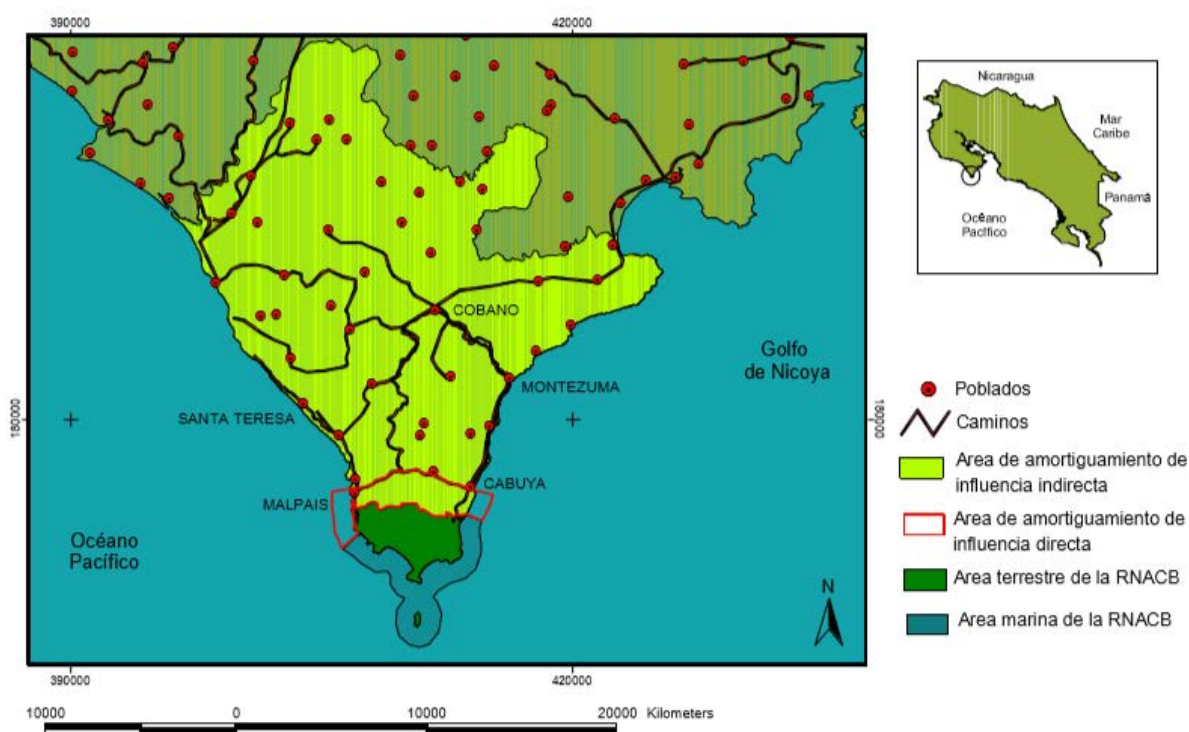 390000
420000
180000
180000
COBANO
MONTEZUMA
SANTA TERESA
CABUYA
MALPAIS
Golfo
de Nicoya
Océano
Pacífico
N
390000
420000
10000 0 10000 20000 Kilometers
Nicaragua
Mar
Caribe
Panamá
Océano
Pacífico
Poblados
Caminos
Area de amortiguamiento de
influencia indirecta
Area de amortiguamiento de
influencia directa
Area terrestre de la RNACB
Area marina de la RNACB